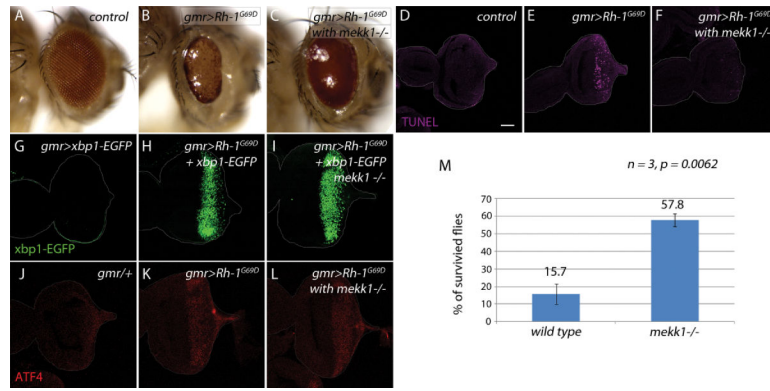 A
control
B
gmr>Rh-1G69D
C
gmr>Rh-1G69D
with mekk1-/-
D
control
TUNEL
E
gmr>Rh-1G69D
F
gmr>Rh-1G69D
with mekk1-/-
G
gmr>xbp1-EGFP
xbp1-EGFP
H
gmr>Rh-1G69D
+ xbp1-EGFP
I
gmr>Rh-1G69D
+ xbp1-EGFP
mekk1 -/-
J
gmr/+
ATF4
K
gmr>Rh-1G69D
L
gmr>Rh-1G69D
with mekk1-/-
M
n = 3, p = 0.0062
% of survivied flies
70
60
50
40
30
20
10
0
15.7
57.8
wild type
mekk1-/-